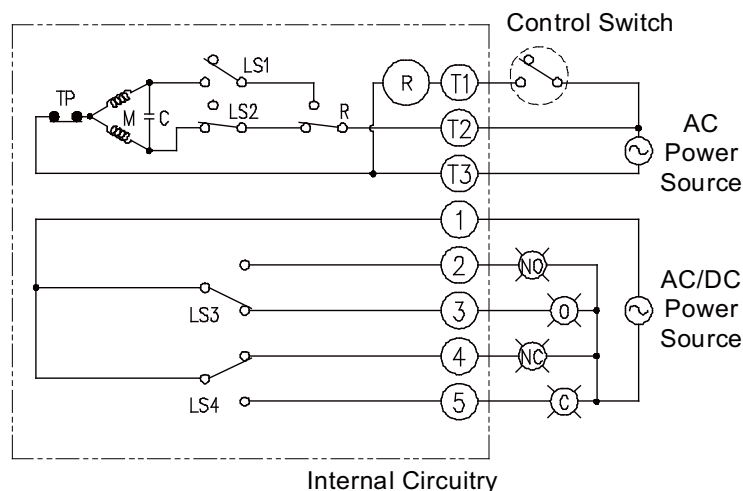 Control Switch
LS1
R
T1
TP
M
C
LS2
R
T2
AC
Power
Source
T3
1
2
NO
AC/DC
Power
Source
LS3
3
O
4
NC
LS4
5
C
Internal Circuitry